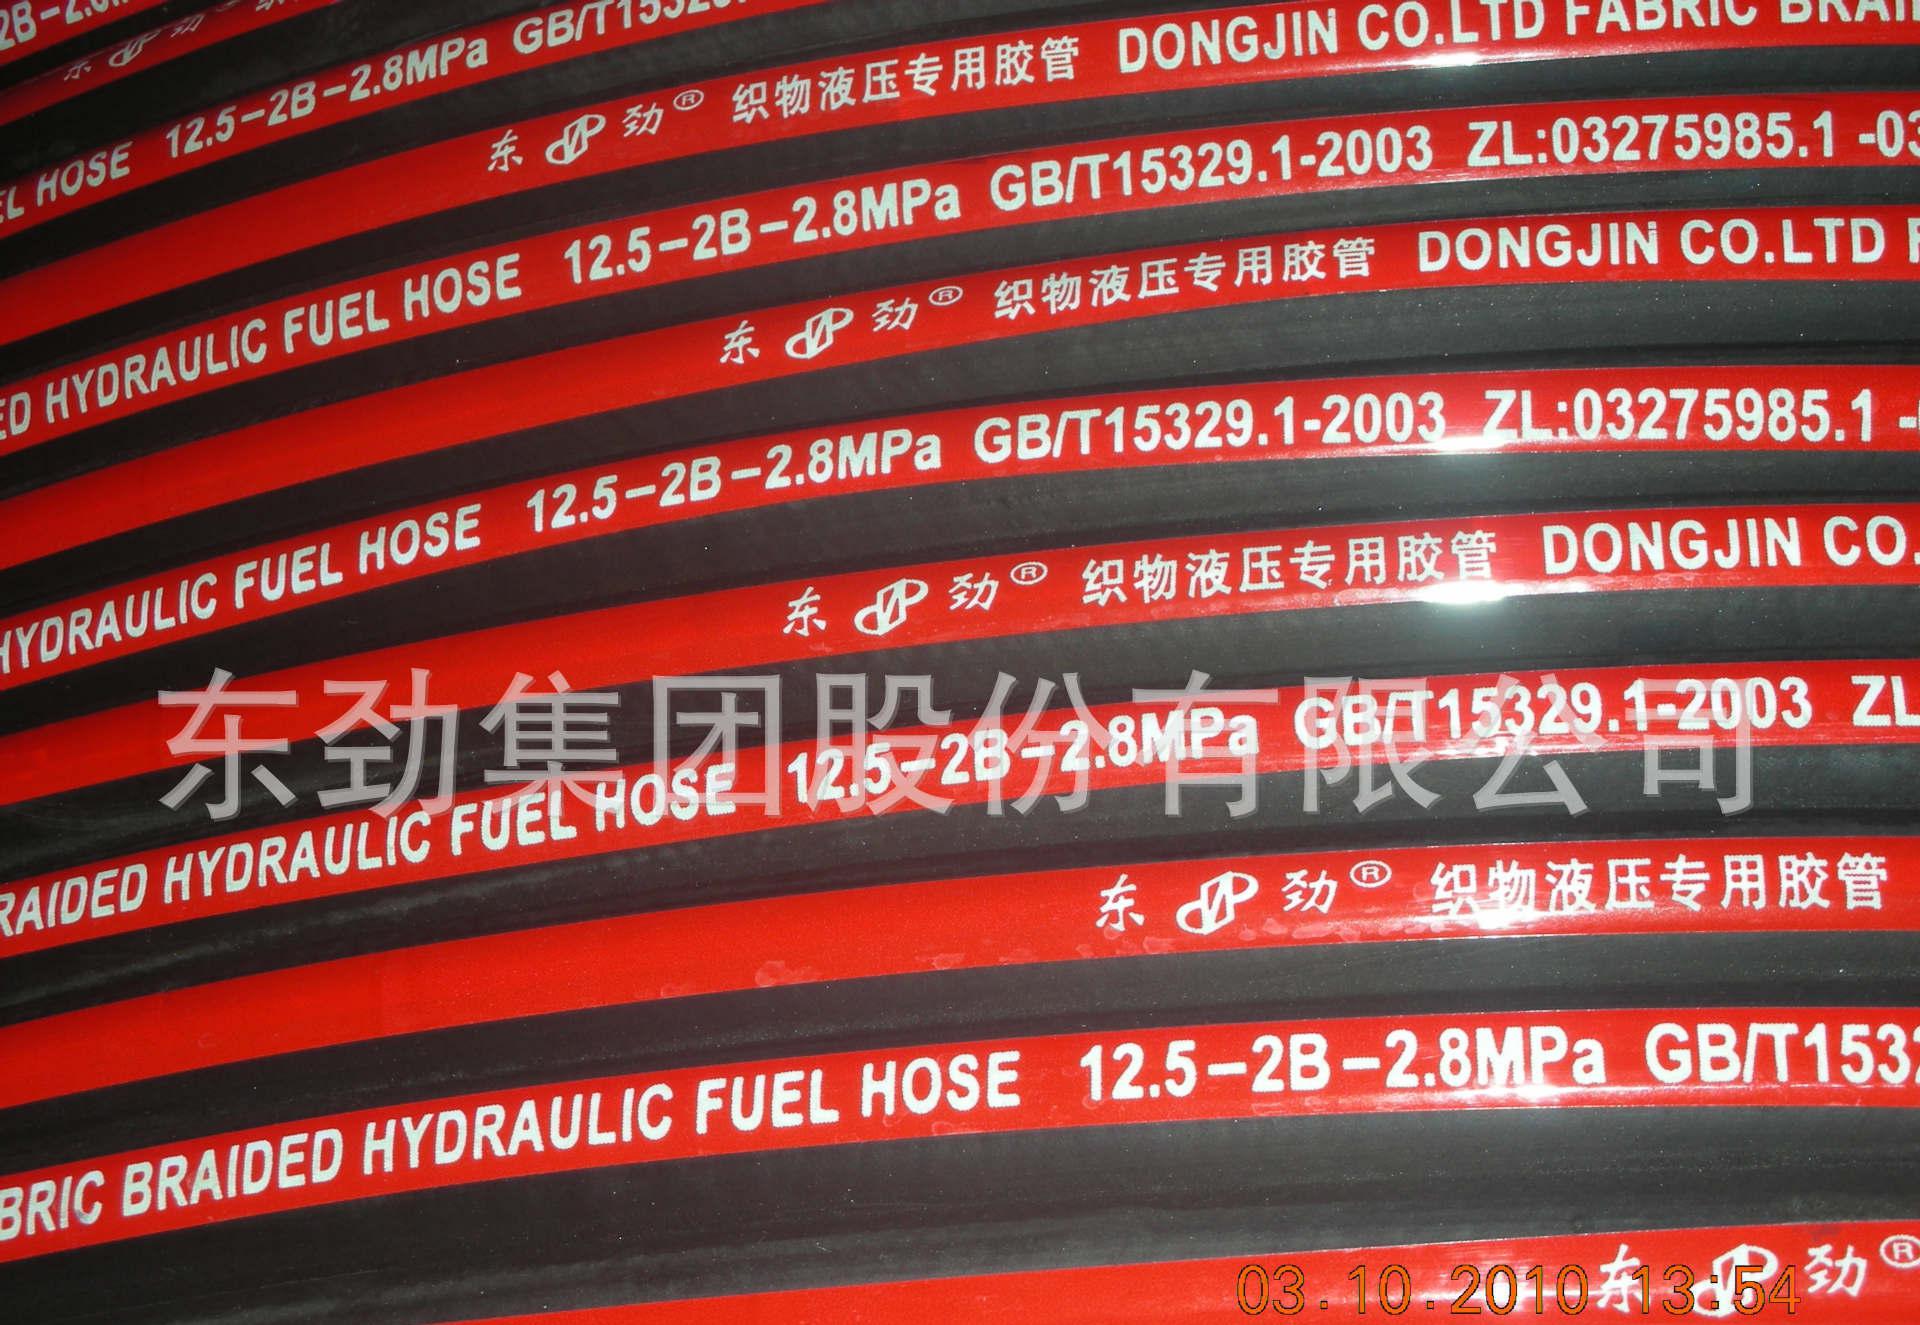 12.5-2B-2.8MPa
HOSE 12.5-2B-2.8MPa
东劲® 织物液压专用胶管 DONGJIN CO.LTD FABRIC
HYDRAULIC FUEL HOSE 12.5-2B-2.8MPa GB/T15329.1-2003 ZL:03275985.1
东劲® 织物液压专用胶管 DONGJIN CO.LTD
HYDRAULIC FUEL HOSE 12.5-2B-2.8MPa GB/T15329.1-2003 ZL:03275985.1
东劲® 织物液压专用胶管 DONGJIN CO.
东劲集团股份有限公司
BRAIDED HYDRAULIC FUEL HOSE 12.5-2B-2.8MPa GB/T15329.1-2003 ZL
东劲® 织物液压专用胶管
BRAIDED HYDRAULIC FUEL HOSE 12.5-2B-2.8MPa GB/T1532
东劲®
03.10.2010 13:54